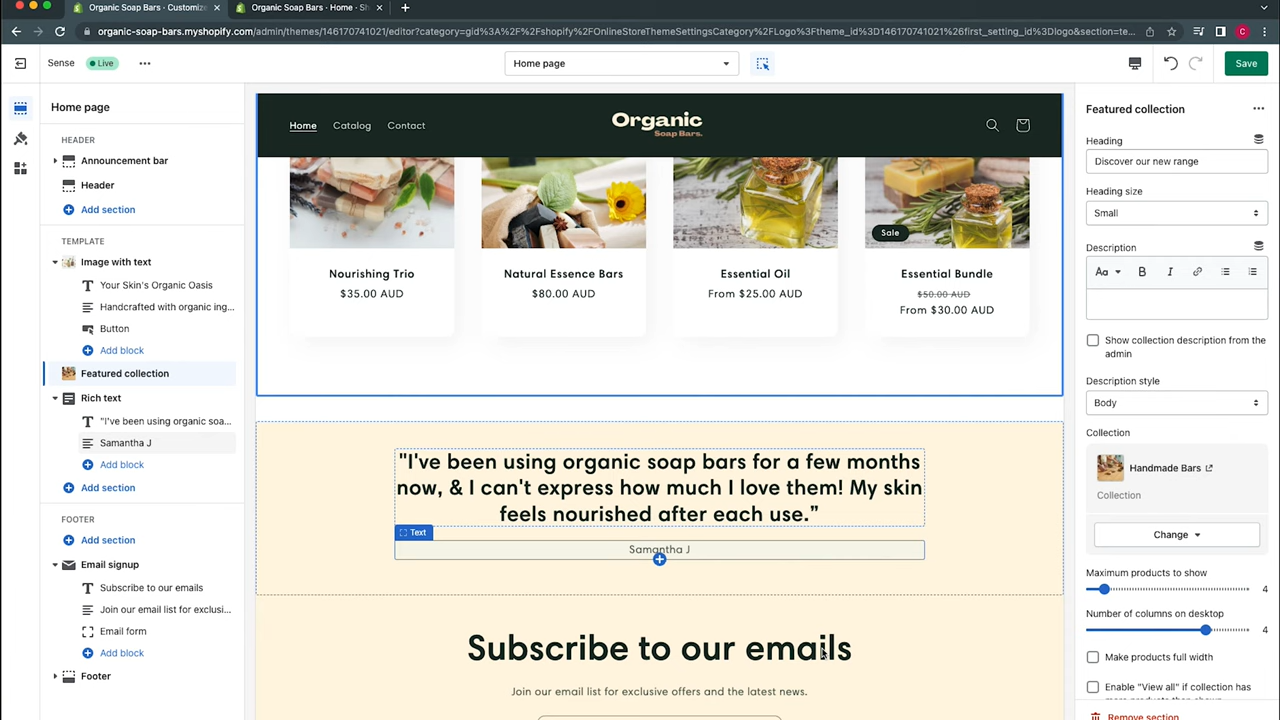 Organic Soap Bars · Customize
Organic Soap Bars · Home · Sh
organic-soap-bars.myshopify.com/admin/themes/146170741021/editor?category=gid%3A%2F%2Fshopify%2FOnlineStoreThemeSettingsCategory%2FLogo%3Ftheme_id%3D146170741021%26first_setting_id%3Dlogo&section=te...
C
Sense
Live
Home page
Save
Home page
HEADER
Announcement bar
Header
Add section
TEMPLATE
Image with text
Your Skin's Organic Oasis
Handcrafted with organic ing...
Button
Add block
Featured collection
Rich text
"I've been using organic soa...
Samantha J
Add block
Add section
FOOTER
Add section
Email signup
Subscribe to our emails
Join our email list for exclusi...
Email form
Add block
Footer
Home
Catalog
Contact
Organic
Soap Bars.
Sale
Nourishing Trio
$35.00 AUD
Natural Essence Bars
$80.00 AUD
Essential Oil
From $25.00 AUD
Essential Bundle
$50.00 AUD
From $30.00 AUD
"I've been using organic soap bars for a few months
now, & I can't express how much I love them! My skin
feels nourished after each use.”
Text
Samantha J
Subscribe to our emails
Join our email list for exclusive offers and the latest news.
Featured collection
Heading
Discover our new range
Heading size
Small
Description
Aa
B
I
Show collection description from the
admin
Description style
Body
Collection
Handmade Bars
Collection
Change
Maximum products to show
4
Number of columns on desktop
4
Make products full width
Enable "View all" if collection has
Remove section